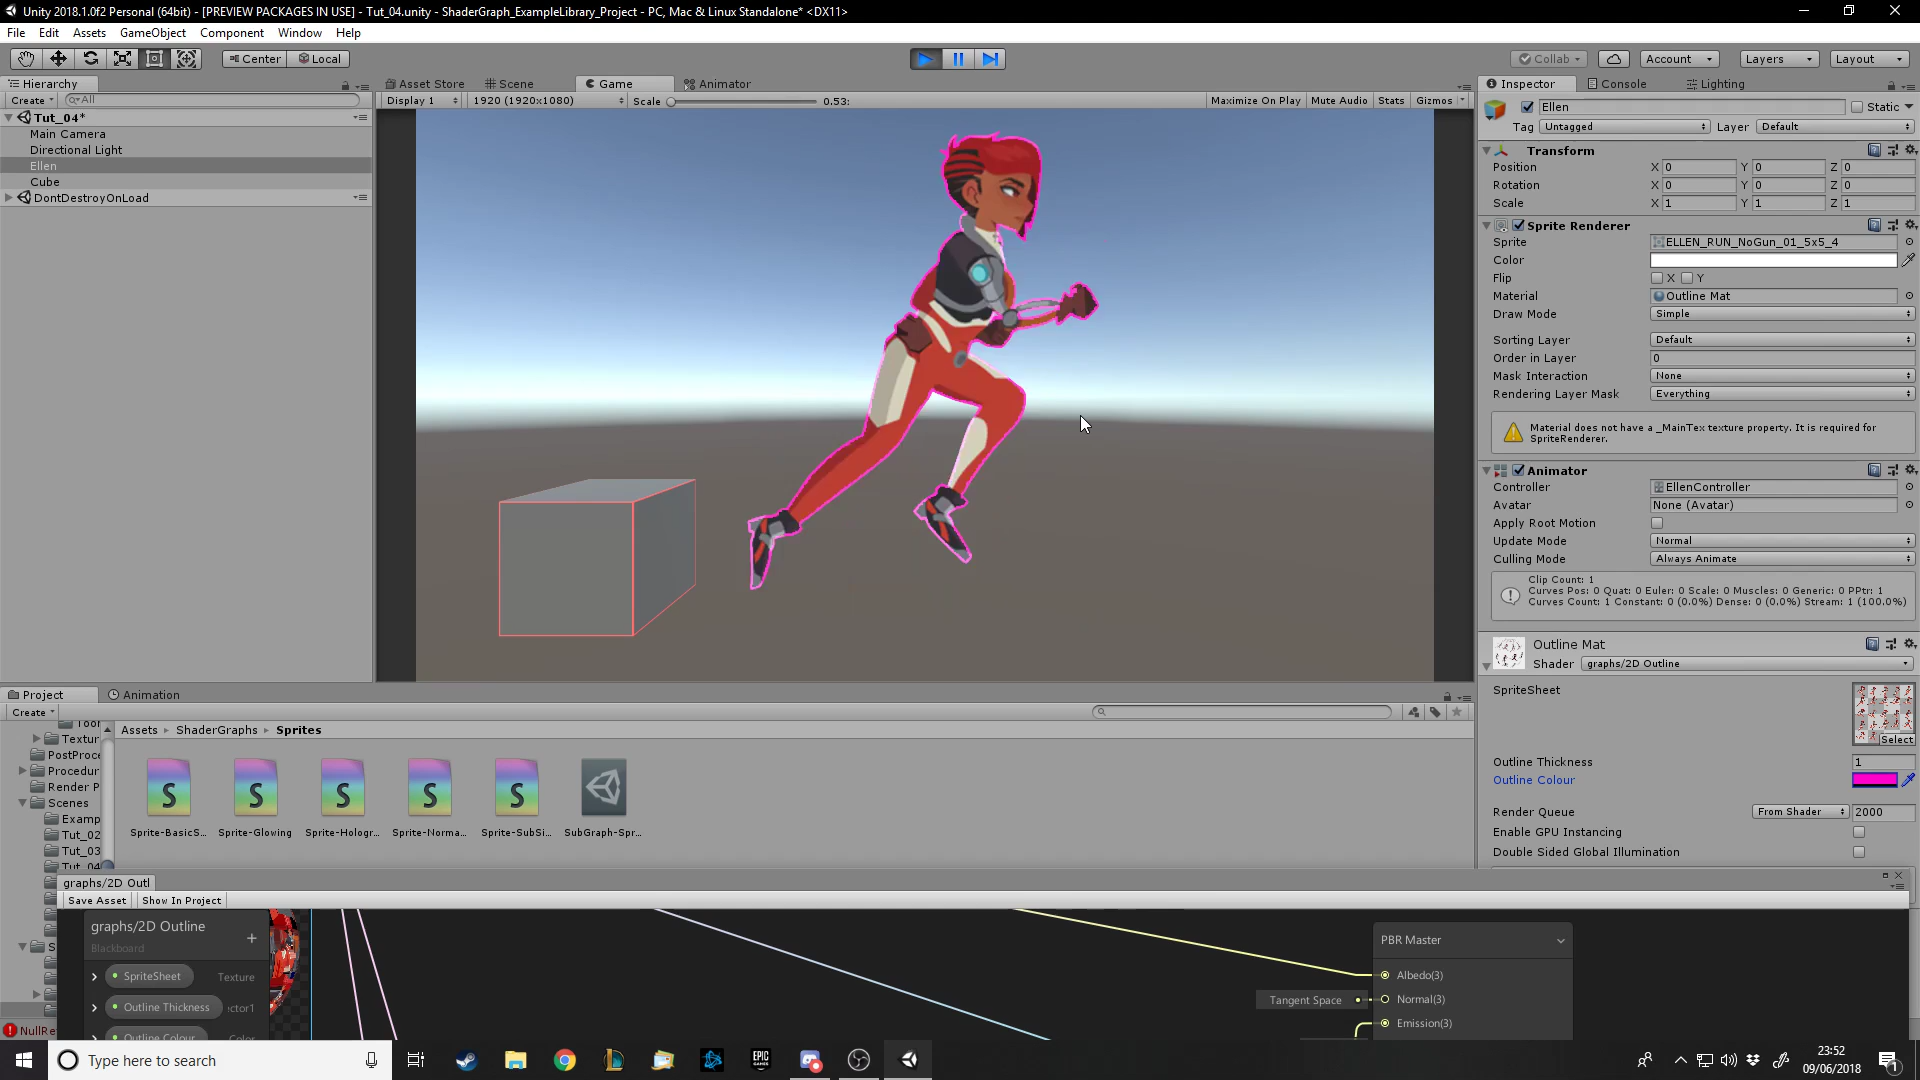 Unity 2018.1.0f2 Personal (64bit) - [PREVIEW PACKAGES IN USE] - Tut_04.unity - ShaderGraph_ExampleLibrary_Project - PC, Mac & Linux Standalone* <DX11>
File Edit Assets GameObject Component Window Help
Center Local Collab Account Layers Layout
Hierarchy
Create All
Tut_04*
Main Camera
Directional Light
Ellen
Cube
DontDestroyOnLoad
Asset Store Scene Game Animator
Display 1 1920 (1920x1080) Scale 0.53: Maximize On Play Mute Audio Stats Gizmos
Inspector Console Lighting
Ellen Static
Tag Untagged Layer Default
Transform
Position X 0 Y 0 Z 0
Rotation X 0 Y 0 Z 0
Scale X 1 Y 1 Z 1
Sprite Renderer
Sprite ELLEN_RUN_NoGun_01_5x5_4
Color
Flip X Y
Material Outline Mat
Draw Mode Simple
Sorting Layer Default
Order in Layer 0
Mask Interaction None
Rendering Layer Mask Everything
Material does not have a _MainTex texture property. It is required for
SpriteRenderer.
Animator
Controller EllenController
Avatar None (Avatar)
Apply Root Motion
Update Mode Normal
Culling Mode Always Animate
Clip Count: 1
Curves Pos: 0 Quat: 0 Euler: 0 Scale: 0 Muscles: 0 Generic: 0 PPtr: 1
Curves Count: 1 Constant: 0 (0.0%) Dense: 0 (0.0%) Stream: 1 (100.0%)
Outline Mat
Shader graphs/2D Outline
SpriteSheet
Select
Outline Thickness 1
Outline Colour
Render Queue From Shader 2000
Enable GPU Instancing
Double Sided Global Illumination
Project Animation
Create
Textur
PostProce
Procedur
Render P
Scenes
Examp
Tut_02
Tut_03
Tut_04
S
Assets ShaderGraphs Sprites
Sprite-BasicS... Sprite-Glowing Sprite-Hologr... Sprite-Norma... Sprite-SubSi... SubGraph-Spr...
graphs/2D Outl
Save Asset Show In Project
graphs/2D Outline
Blackboard
SpriteSheet Texture
Outline Thickness ector1
Outline Colour Color
PBR Master
Albedo(3)
Tangent Space Normal(3)
Emission(3)
NullRe
Type here to search
EPIC GAMES
23:52
09/06/2018
1